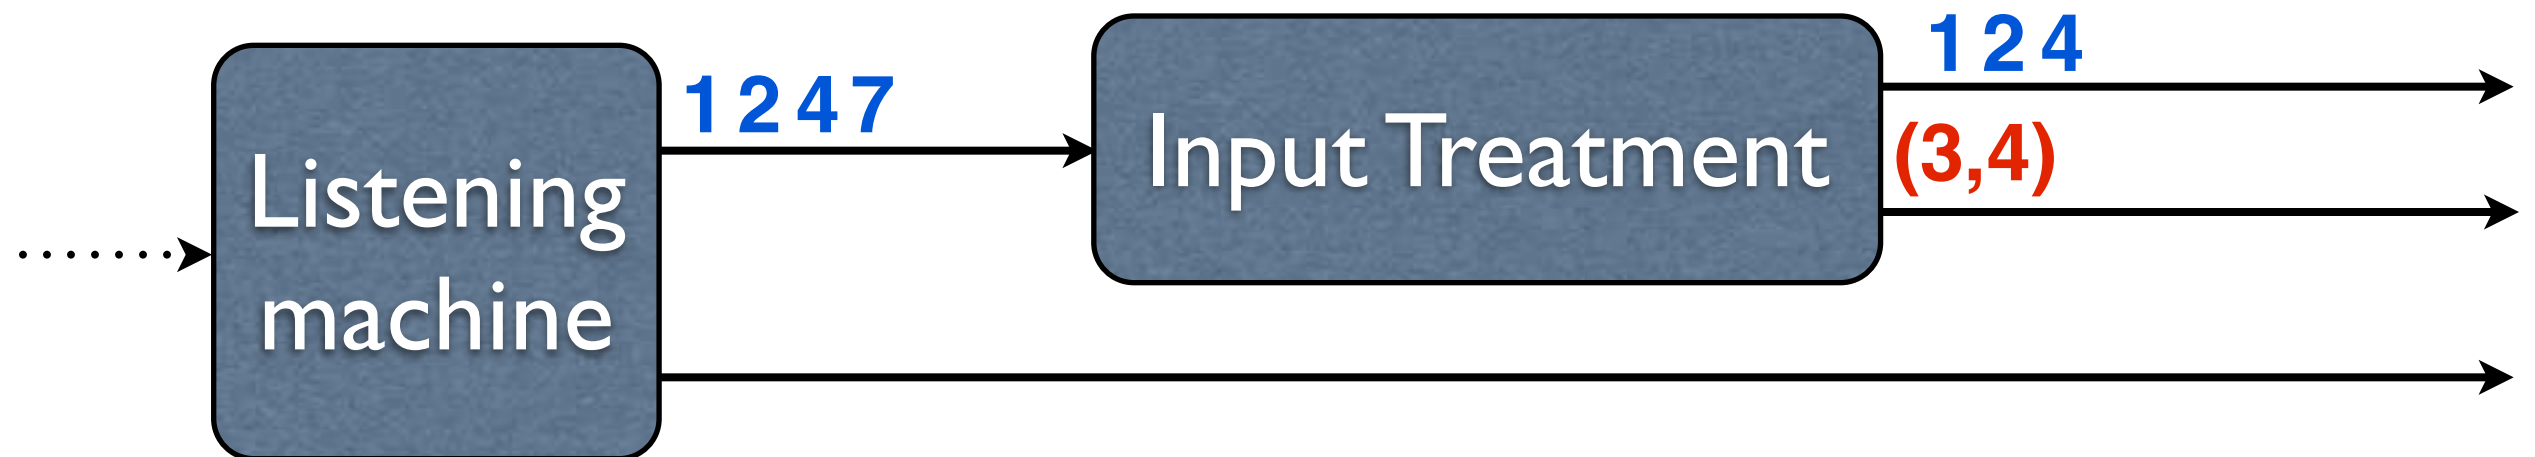 Listening
machine
1 2 4 7
Input Treatment
1 2 4
(3,4)